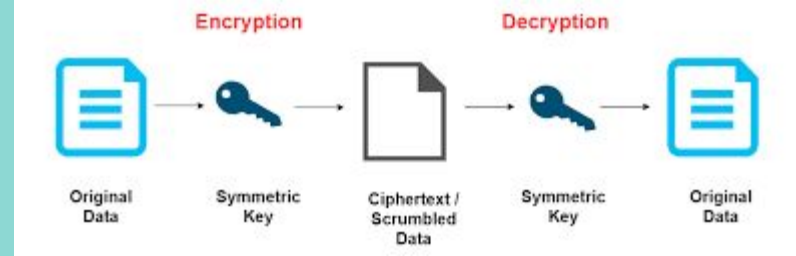 Encryption
Decryption
Original
Data
Symmetric
Key
Ciphertext /
Scrumbled
Data
Symmetric
Key
Original
Data